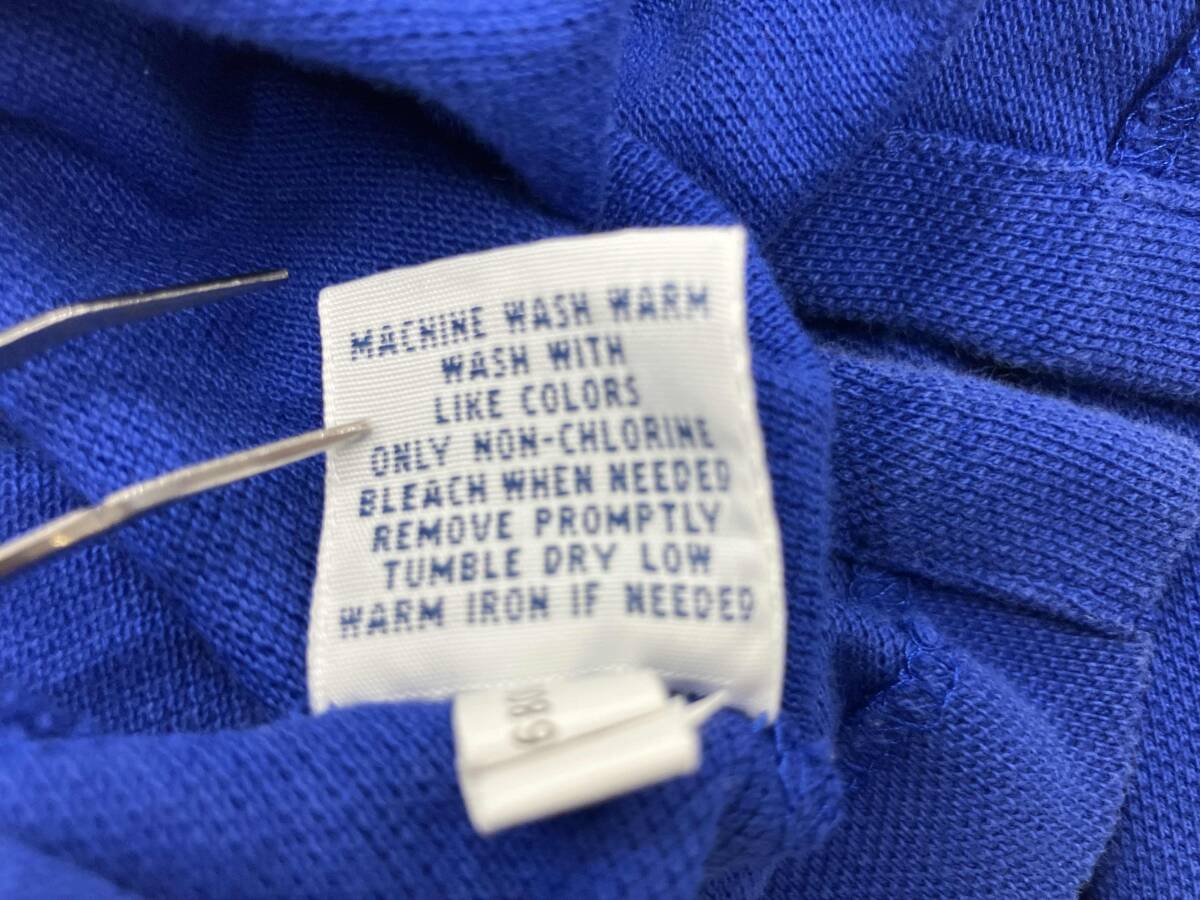 MACHINE WASH WARM
WASH WITH
LIKE COLORS
ONLY NON-CHLORINE
BLEACH WHEN NEEDED
REMOVE PROMPTLY
TUMBLE DRY LOW
WARM IRON IF NEEDED
089